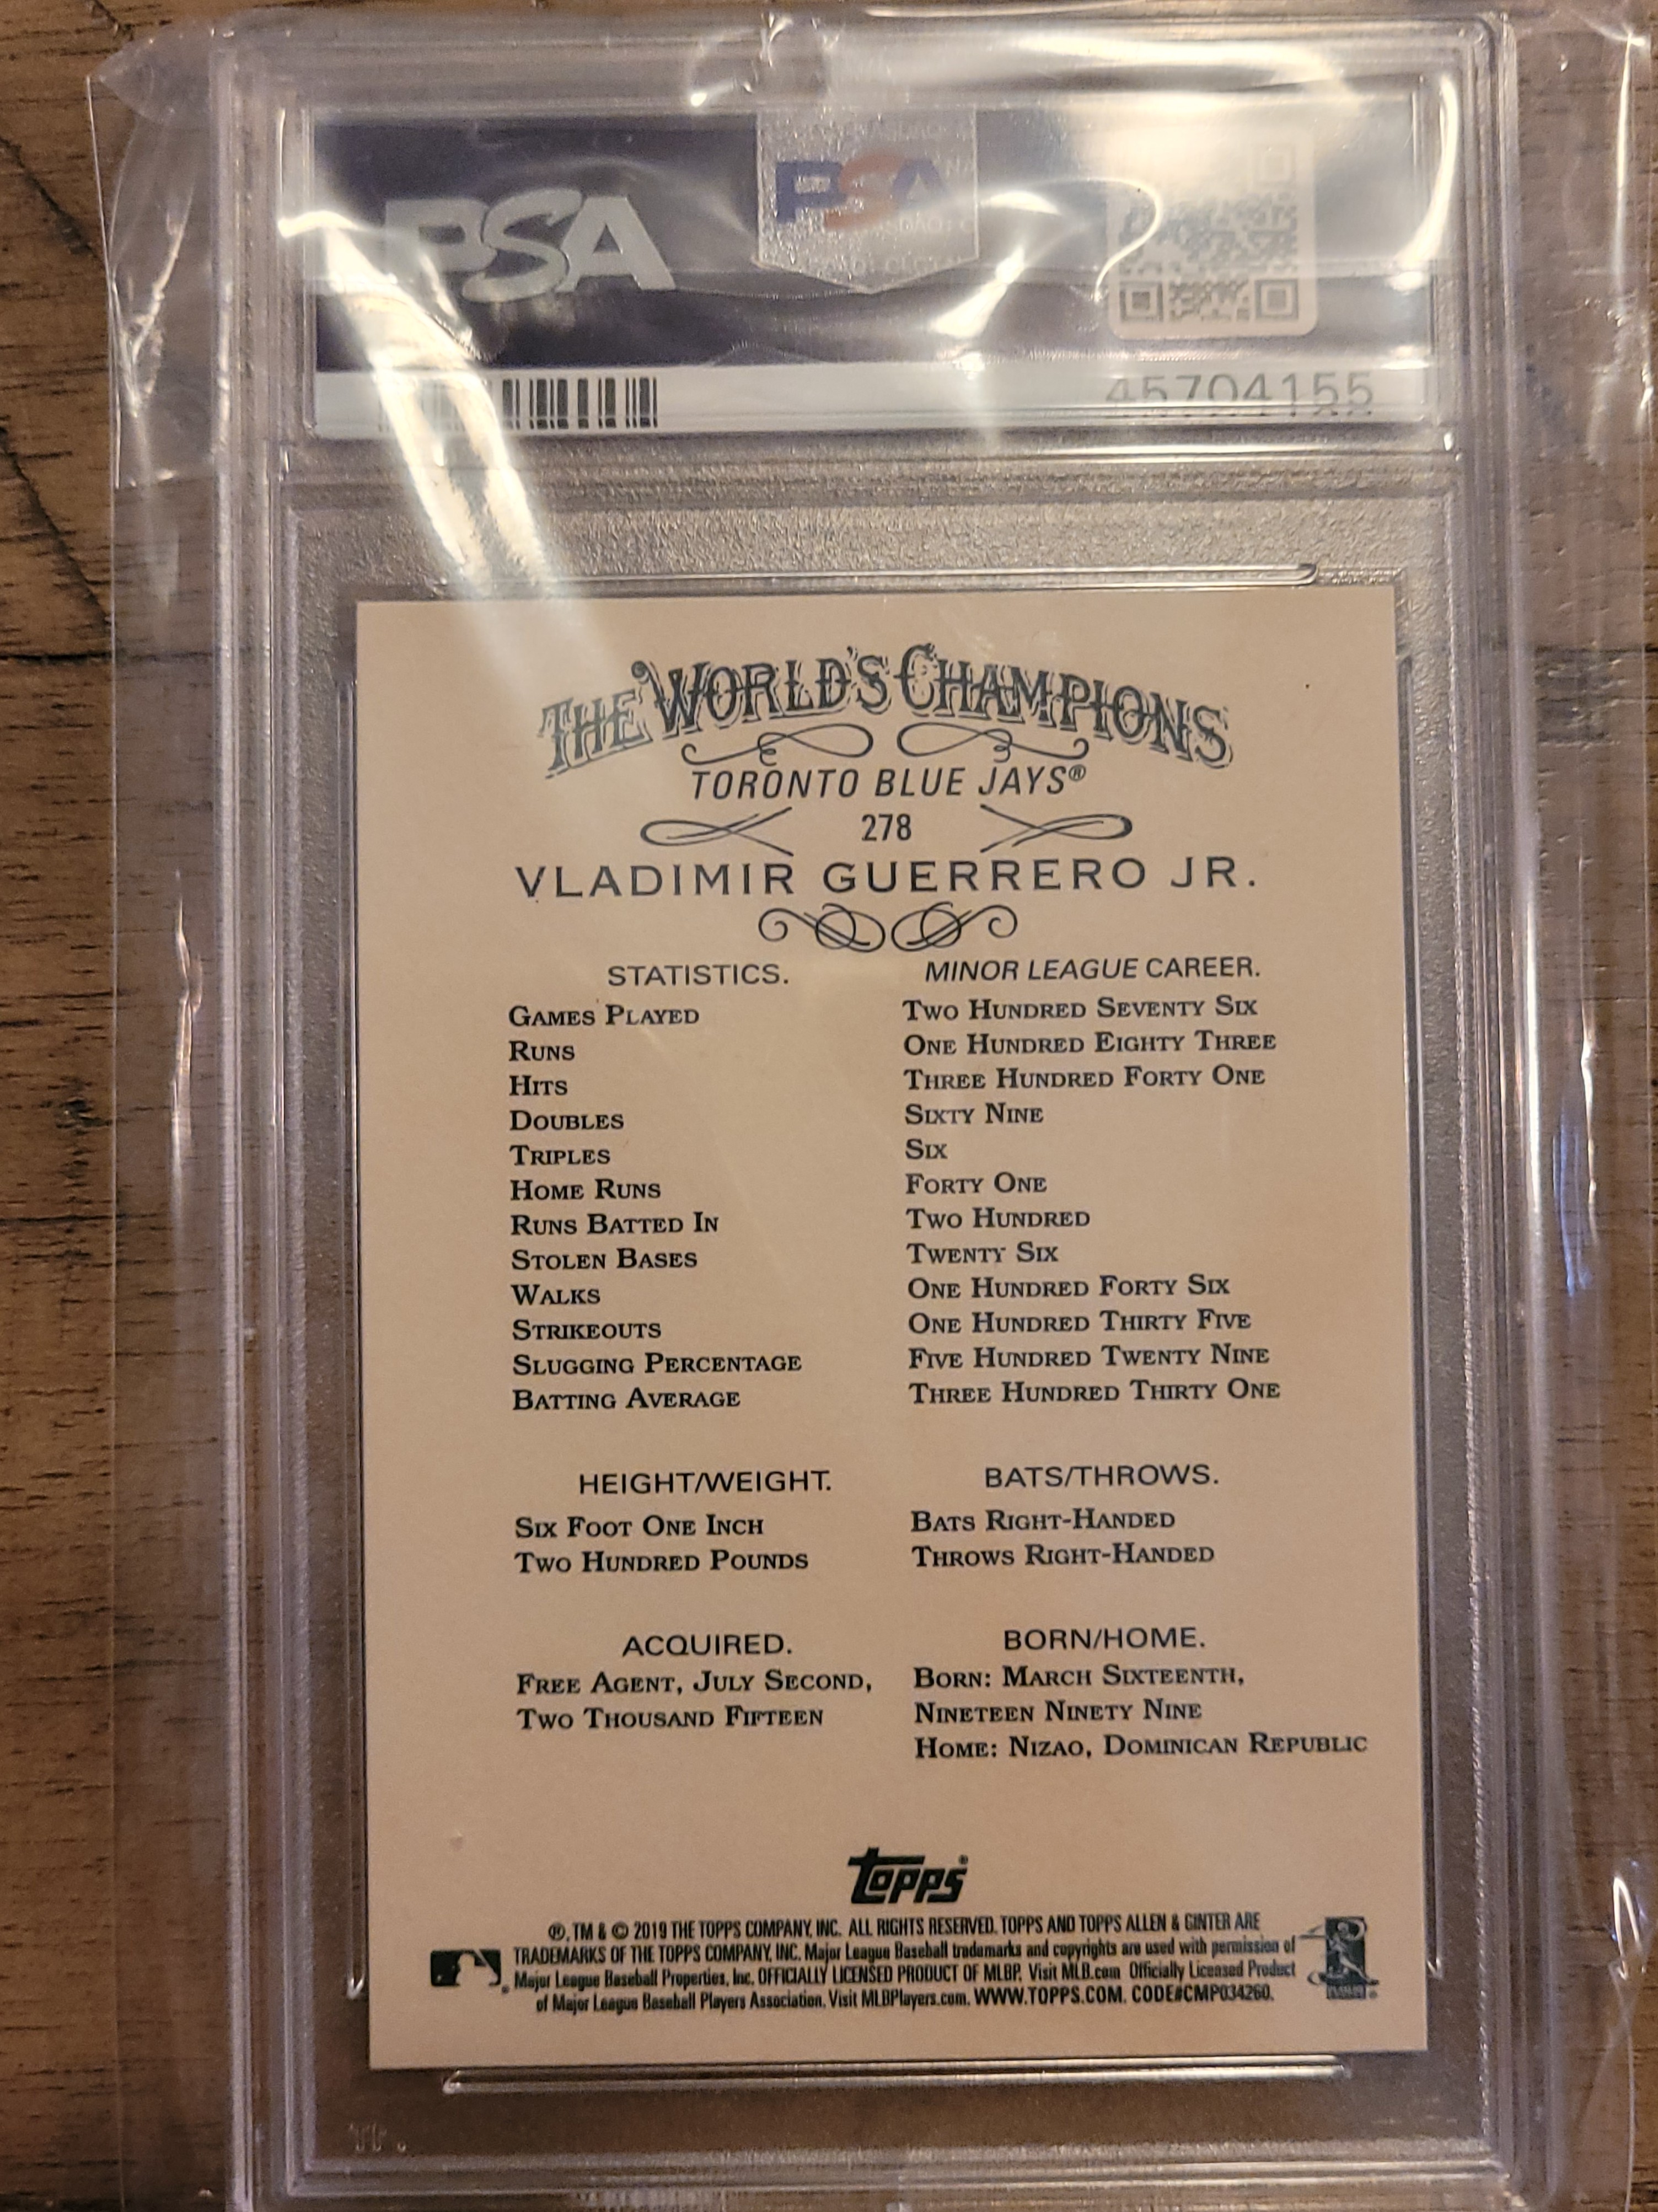 PSA
PSA
45704155
THE WORLD'S CHAMPIONS
TORONTO BLUE JAYS®
278
VLADIMIR GUERRERO JR.
STATISTICS. MINOR LEAGUE CAREER.
GAMES PLAYED TWO HUNDRED SEVENTY SIX
RUNS ONE HUNDRED EIGHTY THREE
HITS THREE HUNDRED FORTY ONE
DOUBLES SIXTY NINE
TRIPLES SIX
HOME RUNS FORTY ONE
RUNS BATTED IN TWO HUNDRED
STOLEN BASES TWENTY SIX
WALKS ONE HUNDRED FORTY SIX
STRIKEOUTS ONE HUNDRED THIRTY FIVE
SLUGGING PERCENTAGE FIVE HUNDRED TWENTY NINE
BATTING AVERAGE THREE HUNDRED THIRTY ONE
HEIGHT/WEIGHT. BATS/THROWS.
SIX FOOT ONE INCH BATS RIGHT-HANDED
TWO HUNDRED POUNDS THROWS RIGHT-HANDED
ACQUIRED. BORN/HOME.
FREE AGENT, JULY SECOND, BORN: MARCH SIXTEENTH,
TWO THOUSAND FIFTEEN NINETEEN NINETY NINE
HOME: NIZAO, DOMINICAN REPUBLIC
topps®
®, TM & © 2019 THE TOPPS COMPANY, INC. ALL RIGHTS RESERVED. TOPPS AND TOPPS ALLEN & GINTER ARE
TRADEMARKS OF THE TOPPS COMPANY, INC. Major League Baseball trademarks and copyrights are used with permission of
Major League Baseball Properties, Inc. OFFICIALLY LICENSED PRODUCT OF MLBP. Visit MLB.com Officially Licensed Product
of Major League Baseball Players Association. Visit MLBPlayers.com. WWW.TOPPS.COM. CODE#CMP034260.